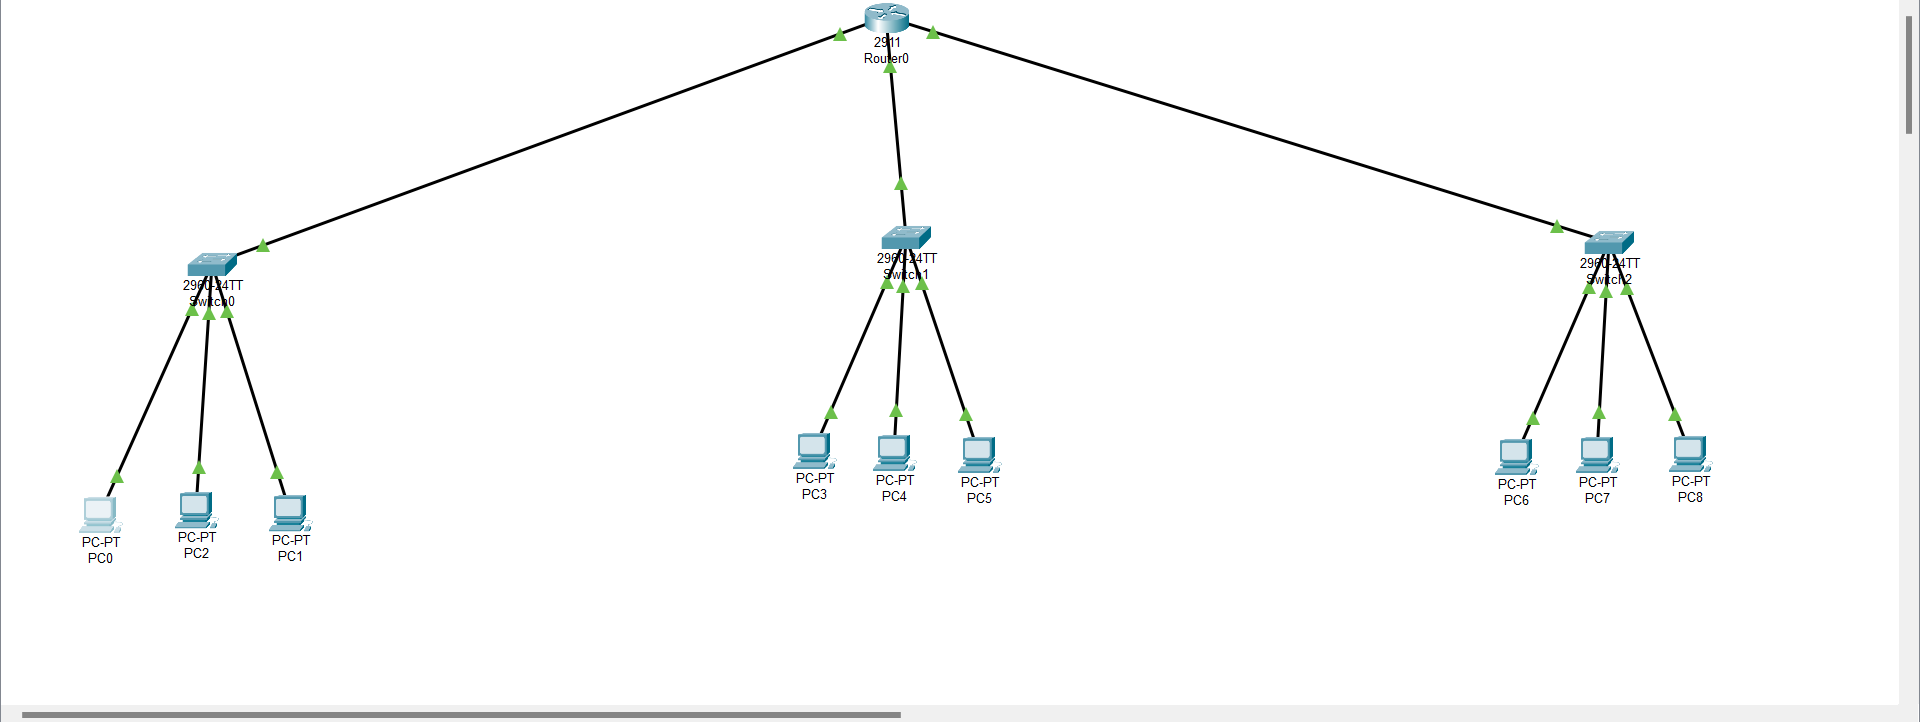 2911
Router0
2960-24TT
Switch0
2960-24TT
Switch1
2960-24TT
Switch2
PC-PT
PC0
PC-PT
PC2
PC-PT
PC1
PC-PT
PC3
PC-PT
PC4
PC-PT
PC5
PC-PT
PC6
PC-PT
PC7
PC-PT
PC8